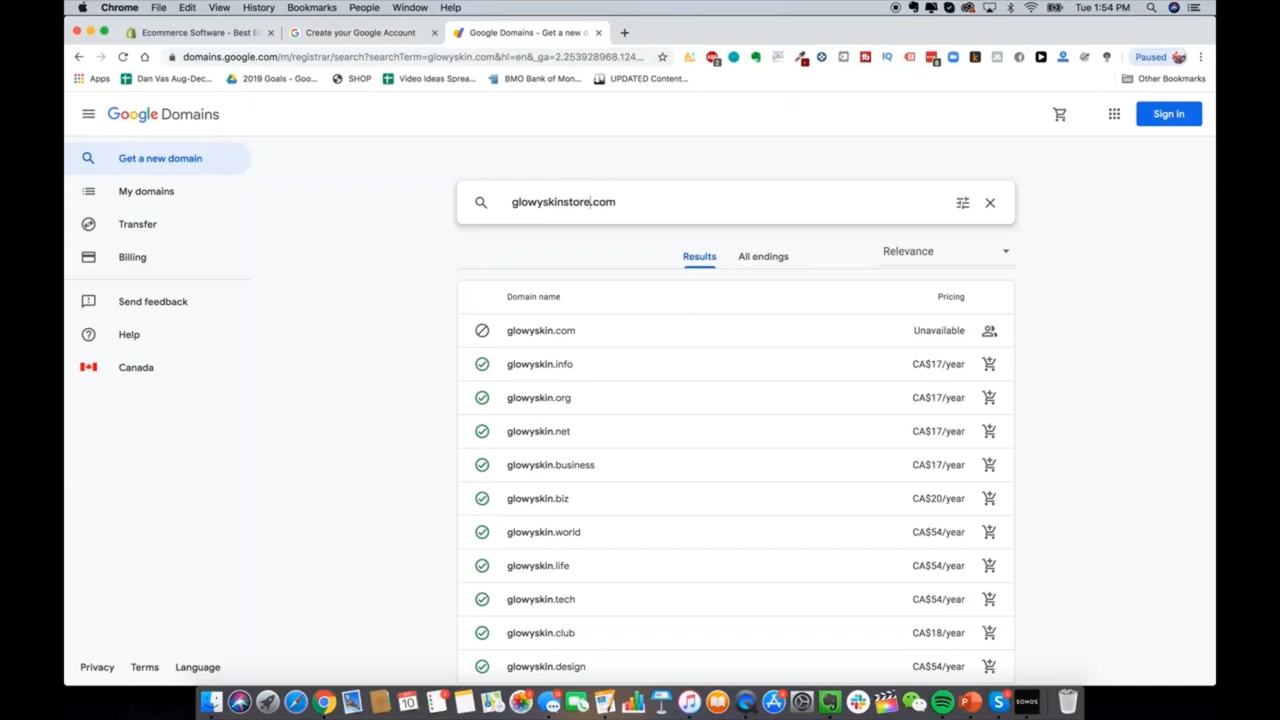 Chrome File Edit View History Bookmarks People Window Help Tue 1:54 PM
Ecommerce Software - Best Ec Create your Google Account Google Domains - Get a new d
domains.google.com/m/registrar/search?searchTerm=glowyskin.com&hl=en&_ga=2.253928968.124... Paused
Apps Dan Vas Aug-Dec... 2019 Goals - Goo... SHOP Video Ideas Sprea... BMO Bank of Mon... UPDATED Content... Other Bookmarks
Google Domains Sign in
Get a new domain
My domains
Transfer
Billing
Send feedback
Help
Canada
glowyskinstore.com
Results All endings Relevance
Domain name Pricing
glowyskin.com Unavailable
glowyskin.info CA$17/year
glowyskin.org CA$17/year
glowyskin.net CA$17/year
glowyskin.business CA$17/year
glowyskin.biz CA$20/year
glowyskin.world CA$54/year
glowyskin.life CA$54/year
glowyskin.tech CA$54/year
glowyskin.club CA$18/year
glowyskin.design CA$54/year
Privacy Terms Language
10
SONOS